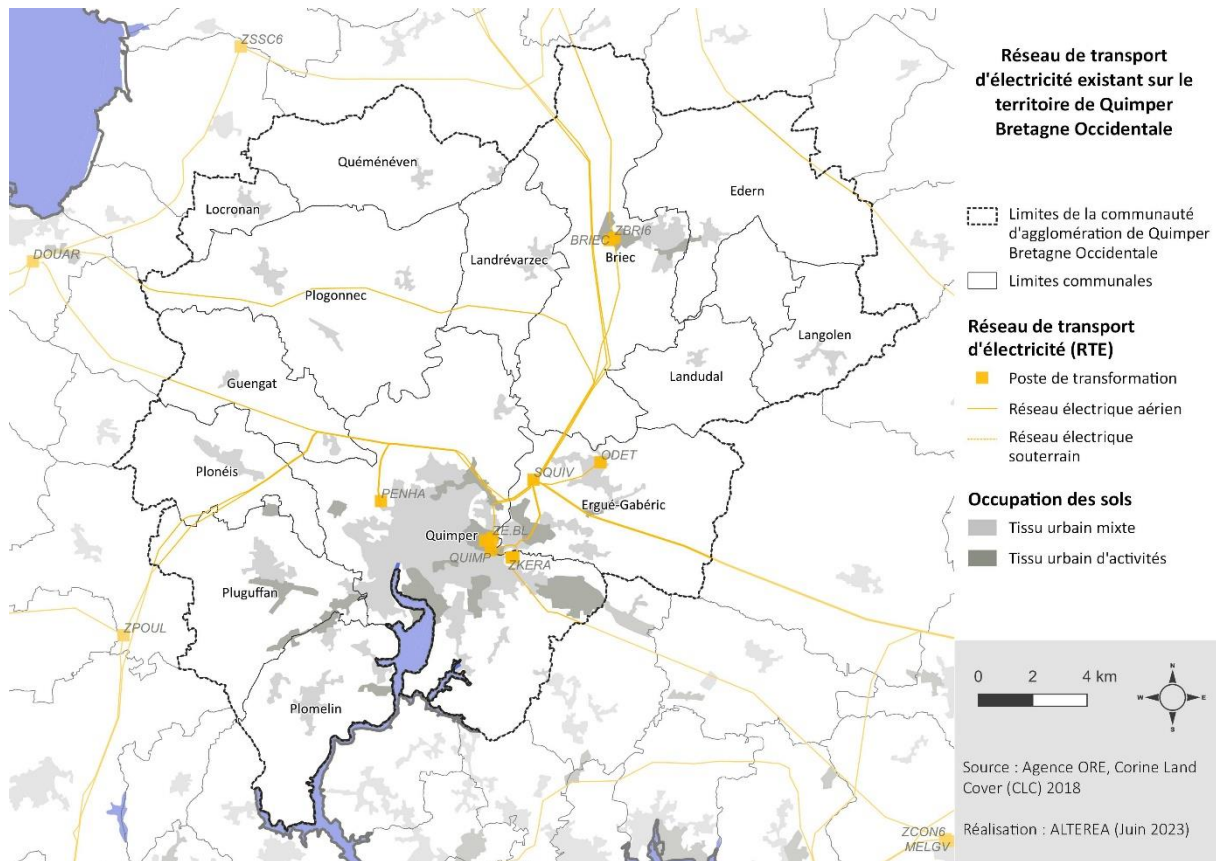 ZSSC6
Quéménéven
Locronan
Edern
DOUAR
BRIEC
ZBRI6
Briec
Landrévarzec
Plogonnec
Langolen
Landudal
Guengat
Plonéis
PENHA
SQUIV
ODET
Ergué-Gabéric
Quimper
ZE.BL
QUIMP
ZKERA
Pluguffan
ZPOUL
Plomelin
ZCON6
MELGV
Réseau de transport
d'électricité existant sur le
territoire de Quimper
Bretagne Occidentale
Limites de la communauté
d'agglomération de Quimper
Bretagne Occidentale
Limites communales
Réseau de transport
d'électricité (RTE)
Poste de transformation
Réseau électrique aérien
Réseau électrique
souterrain
Occupation des sols
Tissu urbain mixte
Tissu urbain d'activités
0 2 4 km
N
W E
S
Source : Agence ORE, Corine Land
Cover (CLC) 2018
Réalisation : ALTEREA (Juin 2023)